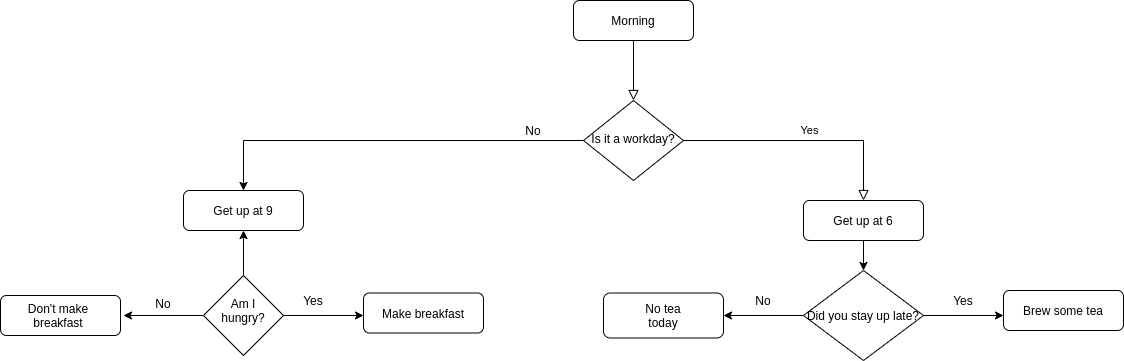 Morning
Is it a workday?
No
Yes
Get up at 9
Get up at 6
Am I
hungry?
No
Yes
Don't make
breakfast
Make breakfast
No tea
today
No
Did you stay up late?
Yes
Brew some tea